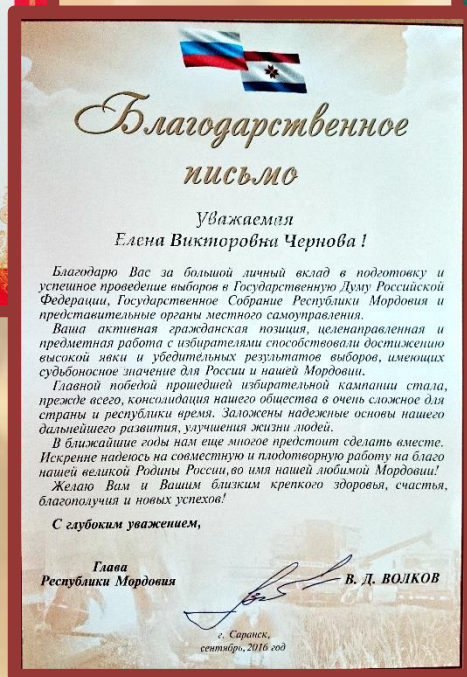 Благодарственное
письмо
Уважаемая
Елена Викторовна Чернова !
Благодарю Вас за большой личный вклад в подготовку и
успешное проведение выборов в Государственную Думу Российской
Федерации, Государственное Собрание Республики Мордовия и
представительные органы местного самоуправления.
Ваша активная гражданская позиция, целенаправленная и
предметная работа с избирателями способствовали достижению
высокой явки и убедительных результатов выборов, имеющих
судьбоносное значение для России и нашей Мордовии.
Главной победой прошедшей избирательной кампании стала,
прежде всего, консолидация нашего общества в очень сложное для
страны и республики время. Заложены надежные основы нашего
дальнейшего развития, улучшения жизни людей.
В ближайшие годы нам еще многое предстоит сделать вместе.
Искренне надеюсь на совместную и плодотворную работу на благо
нашей великой Родины России, во имя нашей любимой Мордовии!
Желаю Вам и Вашим близким крепкого здоровья, счастья,
благополучия и новых успехов!
С глубоким уважением,
Глава
Республики Мордовия
В. Д. ВОЛКОВ
г. Саранск,
сентябрь, 2016 год